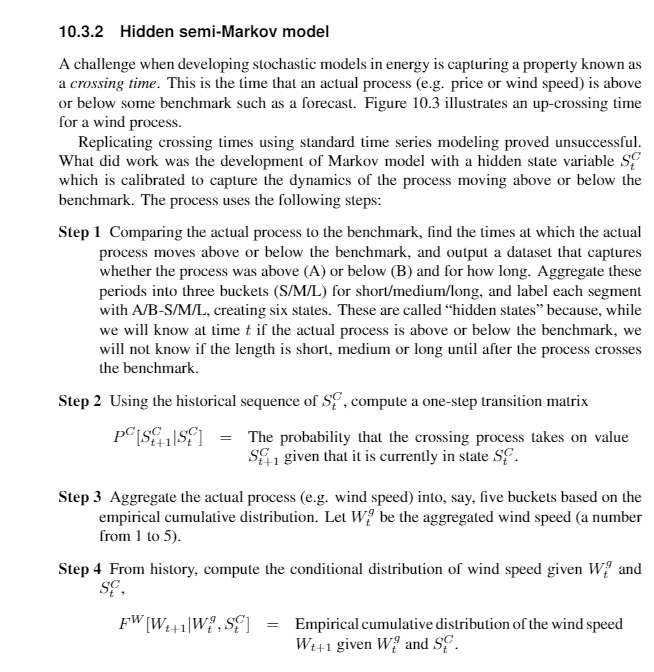 10.3.2 Hidden semi-Markov model
A challenge when developing stochastic models in energy is capturing a property known as
a crossing time. This is the time that an actual process (e.g. price or wind speed) is above
or below some benchmark such as a forecast. Figure 10.3 illustrates an up-crossing time
for a wind process.
Replicating crossing times using standard time series modeling proved unsuccessful.
What did work was the development of Markov model with a hidden state variable $S_t^C$
which is calibrated to capture the dynamics of the process moving above or below the
benchmark. The process uses the following steps:
Step 1 Comparing the actual process to the benchmark, find the times at which the actual
process moves above or below the benchmark, and output a dataset that captures
whether the process was above (A) or below (B) and for how long. Aggregate these
periods into three buckets (S/M/L) for short/medium/long, and label each segment
with A/B-S/M/L, creating six states. These are called “hidden states” because, while
we will know at time $t$ if the actual process is above or below the benchmark, we
will not know if the length is short, medium or long until after the process crosses
the benchmark.
Step 2 Using the historical sequence of $S_t^C$, compute a one-step transition matrix
$P^C[S_{t+1}^C|S_t^C]$ = The probability that the crossing process takes on value
$S_{t+1}^C$ given that it is currently in state $S_t^C$.
Step 3 Aggregate the actual process (e.g. wind speed) into, say, five buckets based on the
empirical cumulative distribution. Let $W_t^g$ be the aggregated wind speed (a number
from 1 to 5).
Step 4 From history, compute the conditional distribution of wind speed given $W_t^g$ and
$S_t^C$,
$F^W[W_{t+1}|W_t^g, S_t^C]$ = Empirical cumulative distribution of the wind speed
$W_{t+1}$ given $W_t^g$ and $S_t^C$.